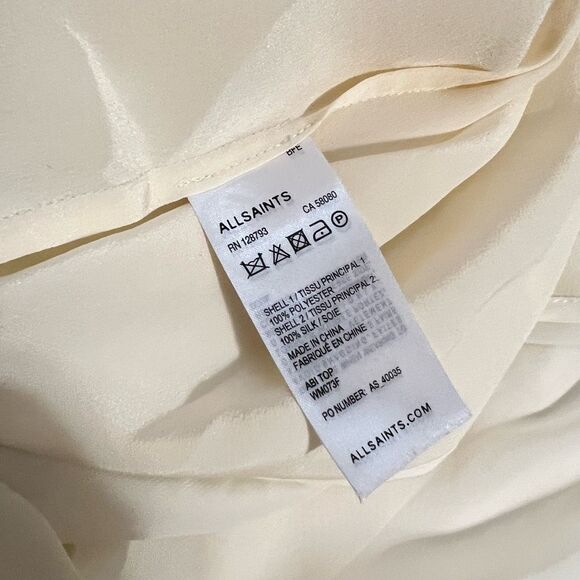 BFE
ALLSAINTS
RN 128793 CA 58080
P
SHELL 1 / TISSU PRINCIPAL 1:
100% POLYESTER
SHELL 2 / TISSU PRINCIPAL 2:
100% SILK / SOIE
MADE IN CHINA
FABRIQUÉ EN CHINE
ABI TOP
WM073F
PO NUMBER: AS_40035
ALLSAINTS.COM